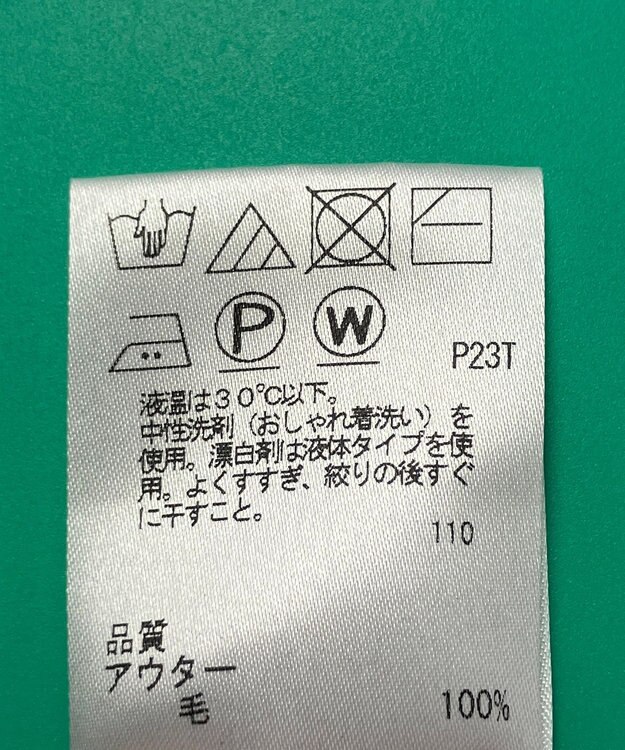 P W
P23T
液温は30℃以下。
中性洗剤（おしゃれ着洗い）を
使用。漂白剤は液体タイプを使
用。よくすすぎ、絞りの後すぐ
に干すこと。
110
品質
アウター
毛 100%